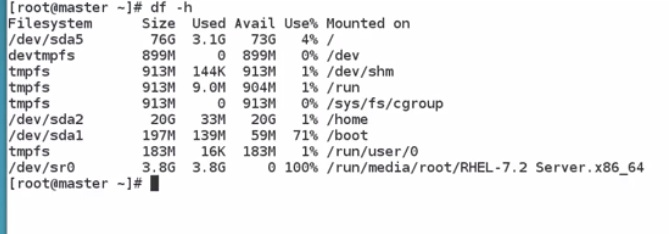 [root@master ~]# df -h
Filesystem      Size  Used Avail Use% Mounted on
/dev/sda5        76G  3.1G   73G   4% /
devtmpfs        899M     0  899M   0% /dev
tmpfs           913M  144K  913M   1% /dev/shm
tmpfs           913M  9.0M  904M   1% /run
tmpfs           913M     0  913M   0% /sys/fs/cgroup
/dev/sda2        20G   33M   20G   1% /home
/dev/sda1       197M  139M   59M  71% /boot
tmpfs           183M   16K  183M   1% /run/user/0
/dev/sr0        3.8G  3.8G     0 100% /run/media/root/RHEL-7.2 Server.x86_64
[root@master ~]#